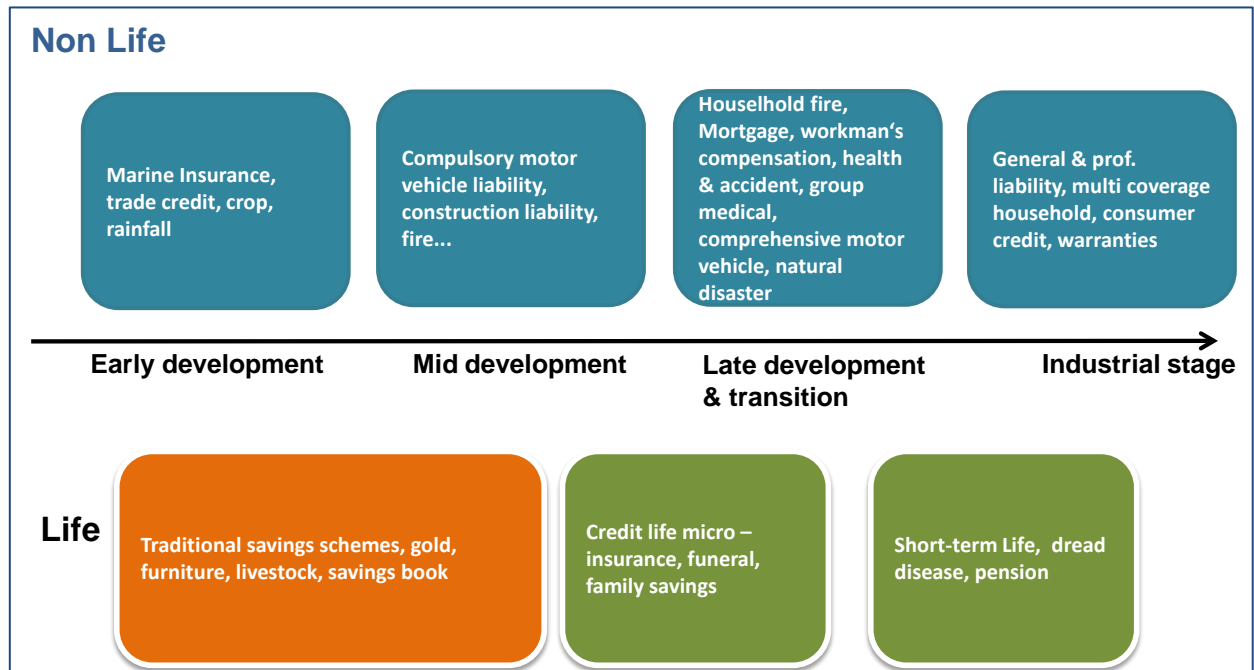 Non Life
Marine Insurance,
trade credit, crop,
rainfall
Compulsory motor
vehicle liability,
construction liability,
fire...
Houselhold fire,
Mortgage, workman‘s
compensation, health
& accident, group
medical,
comprehensive motor
vehicle, natural
disaster
General & prof.
liability, multi coverage
household, consumer
credit, warranties
Early development
Mid development
Late development
& transition
Industrial stage
Life
Traditional savings schemes, gold,
furniture, livestock, savings book
Credit life micro –
insurance, funeral,
family savings
Short-term Life, dread
disease, pension